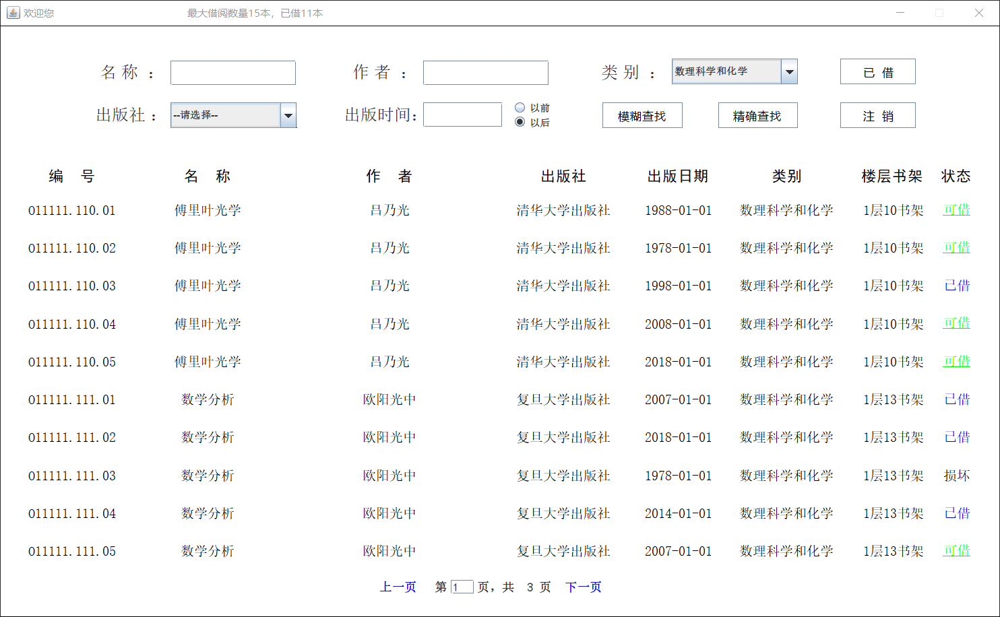 欢迎您 最大借阅数量15本，已借11本
名 称 ： 作 者 ： 类 别 ： 数理科学和化学 已 借
出版社 ： --请选择-- 出版时间： 以前 以后 模糊查找 精确查找 注 销
编 号 名 称 作 者 出版社 出版日期 类别 楼层书架 状态
011111.110.01 傅里叶光学 吕乃光 清华大学出版社 1988-01-01 数理科学和化学 1层10书架 可借
011111.110.02 傅里叶光学 吕乃光 清华大学出版社 1978-01-01 数理科学和化学 1层10书架 可借
011111.110.03 傅里叶光学 吕乃光 清华大学出版社 1998-01-01 数理科学和化学 1层10书架 已借
011111.110.04 傅里叶光学 吕乃光 清华大学出版社 2008-01-01 数理科学和化学 1层10书架 可借
011111.110.05 傅里叶光学 吕乃光 清华大学出版社 2018-01-01 数理科学和化学 1层10书架 可借
011111.111.01 数学分析 欧阳光中 复旦大学出版社 2007-01-01 数理科学和化学 1层13书架 已借
011111.111.02 数学分析 欧阳光中 复旦大学出版社 2018-01-01 数理科学和化学 1层13书架 已借
011111.111.03 数学分析 欧阳光中 复旦大学出版社 1978-01-01 数理科学和化学 1层13书架 损坏
011111.111.04 数学分析 欧阳光中 复旦大学出版社 2014-01-01 数理科学和化学 1层13书架 已借
011111.111.05 数学分析 欧阳光中 复旦大学出版社 2007-01-01 数理科学和化学 1层13书架 可借
上一页 第 1 页，共 3 页 下一页